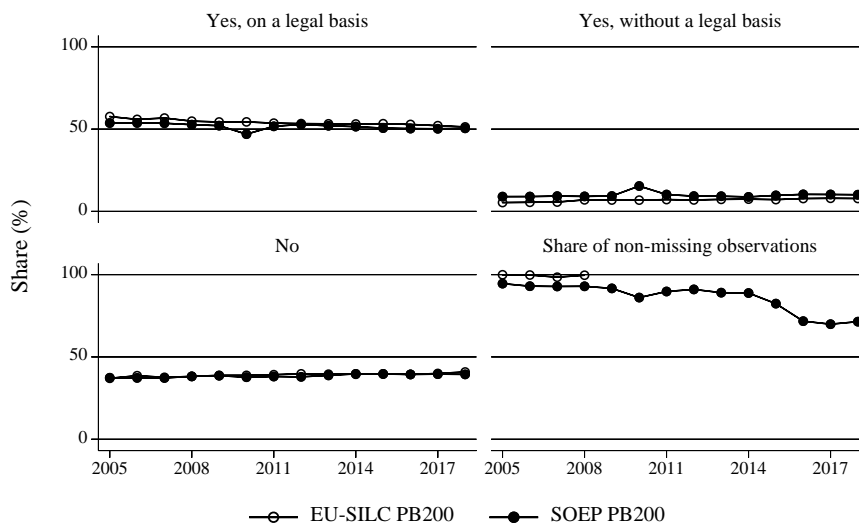 Yes, on a legal basis
Yes, without a legal basis
100
50
0
No
Share of non-missing observations
100
50
0
Share (%)
2005 2008 2011 2014 2017 2005 2008 2011 2014 2017
EU-SILC PB200 SOEP PB200